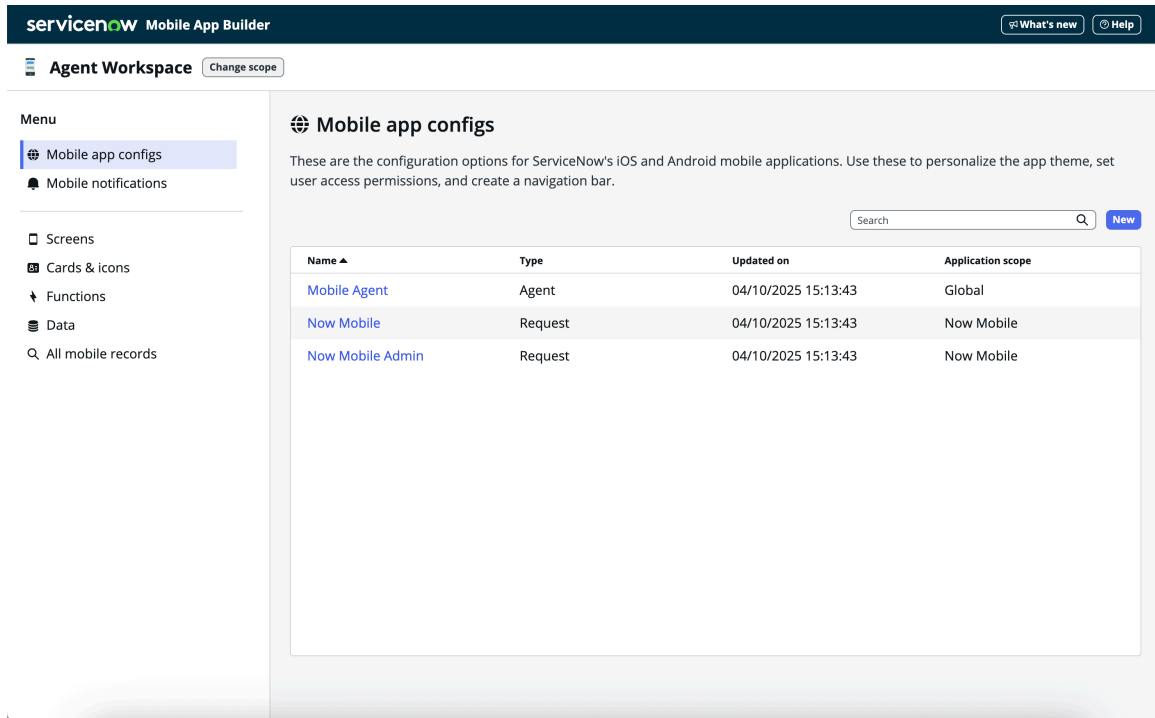 servicenow Mobile App Builder
What's new
Help
Agent Workspace
Change scope
Menu
Mobile app configs
Mobile notifications
Screens
Cards & icons
Functions
Data
All mobile records
Mobile app configs
These are the configuration options for ServiceNow's iOS and Android mobile applications. Use these to personalize the app theme, set
user access permissions, and create a navigation bar.
Search
New
Name Type Updated on Application scope
Mobile Agent Agent 04/10/2025 15:13:43 Global
Now Mobile Request 04/10/2025 15:13:43 Now Mobile
Now Mobile Admin Request 04/10/2025 15:13:43 Now Mobile